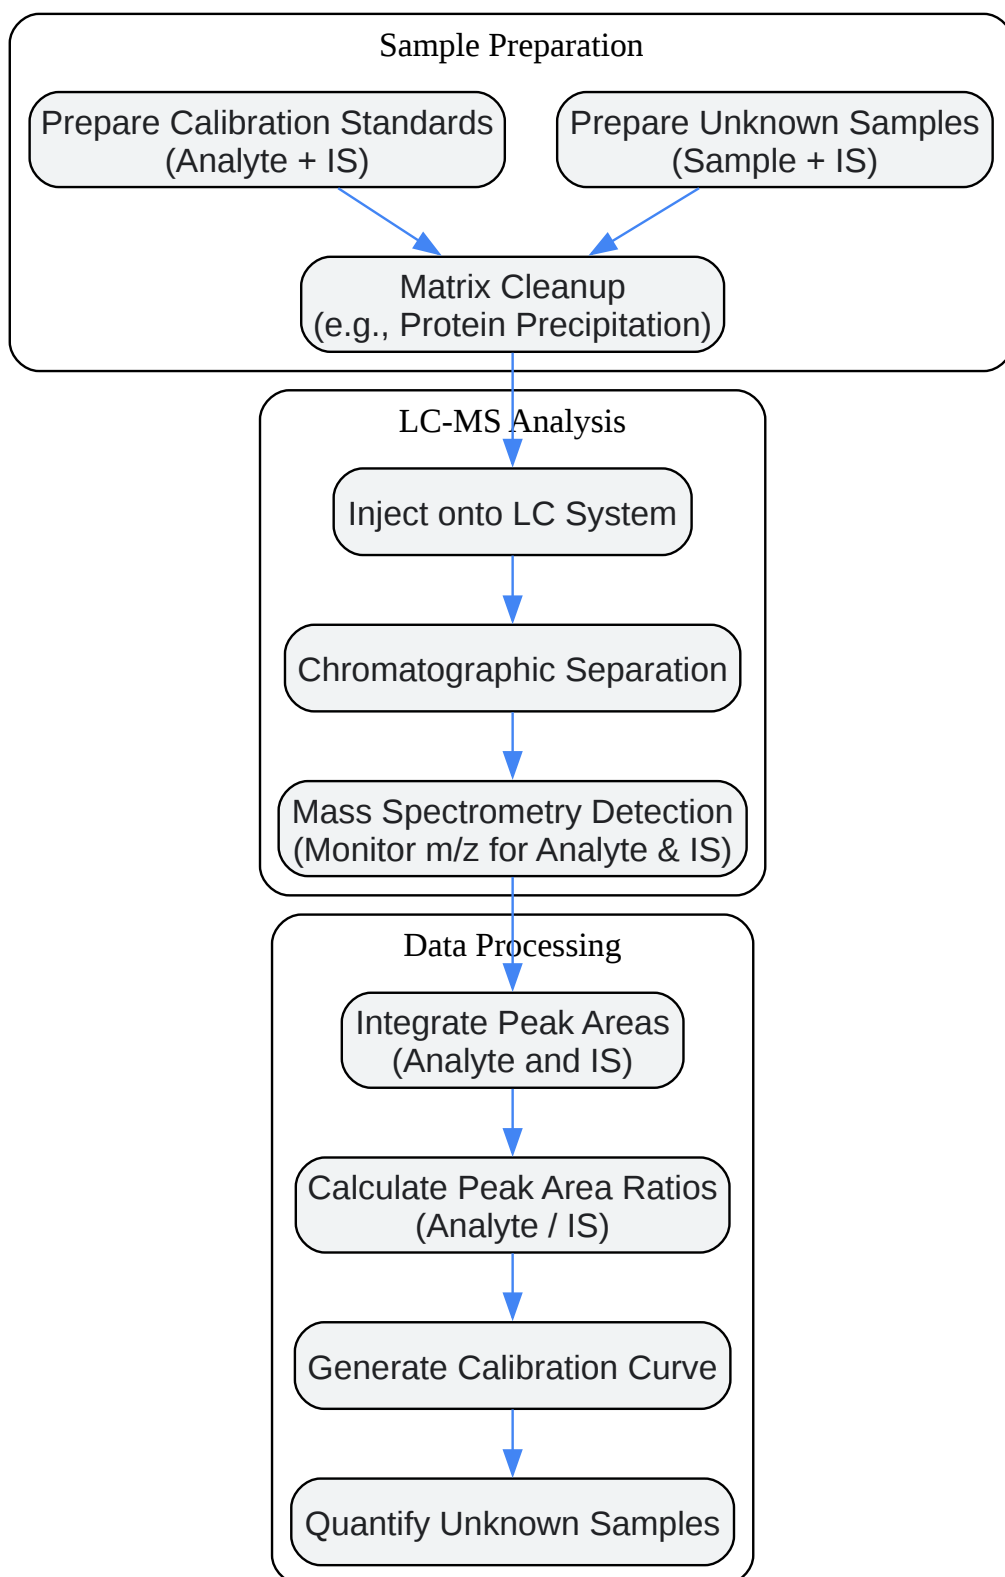 Sample Preparation
Prepare Calibration Standards
(Analyte + IS)
Prepare Unknown Samples
(Sample + IS)
Matrix Cleanup
(e.g., Protein Precipitation)
LC-MS Analysis
Inject onto LC System
Chromatographic Separation
Mass Spectrometry Detection
(Monitor m/z for Analyte & IS)
Data Processing
Integrate Peak Areas
(Analyte and IS)
Calculate Peak Area Ratios
(Analyte / IS)
Generate Calibration Curve
Quantify Unknown Samples